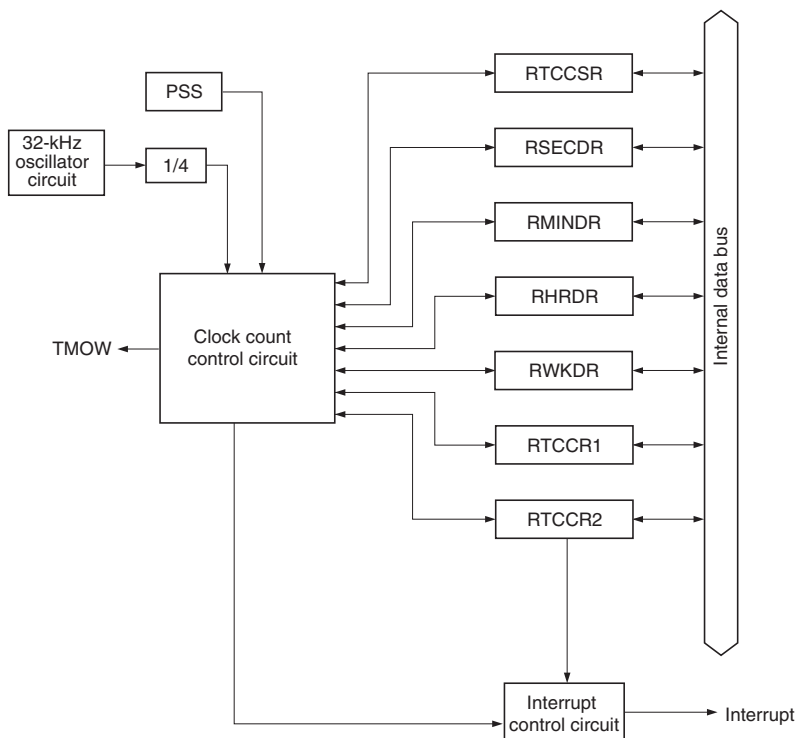 RTCCSR
PSS
32-kHz
oscillator
circuit
1/4
RSECDR
RMINDR
RHRDR
Internal data bus
Clock count
control circuit
TMOW
RWKDR
RTCCR1
RTCCR2
Interrupt
control circuit
Interrupt